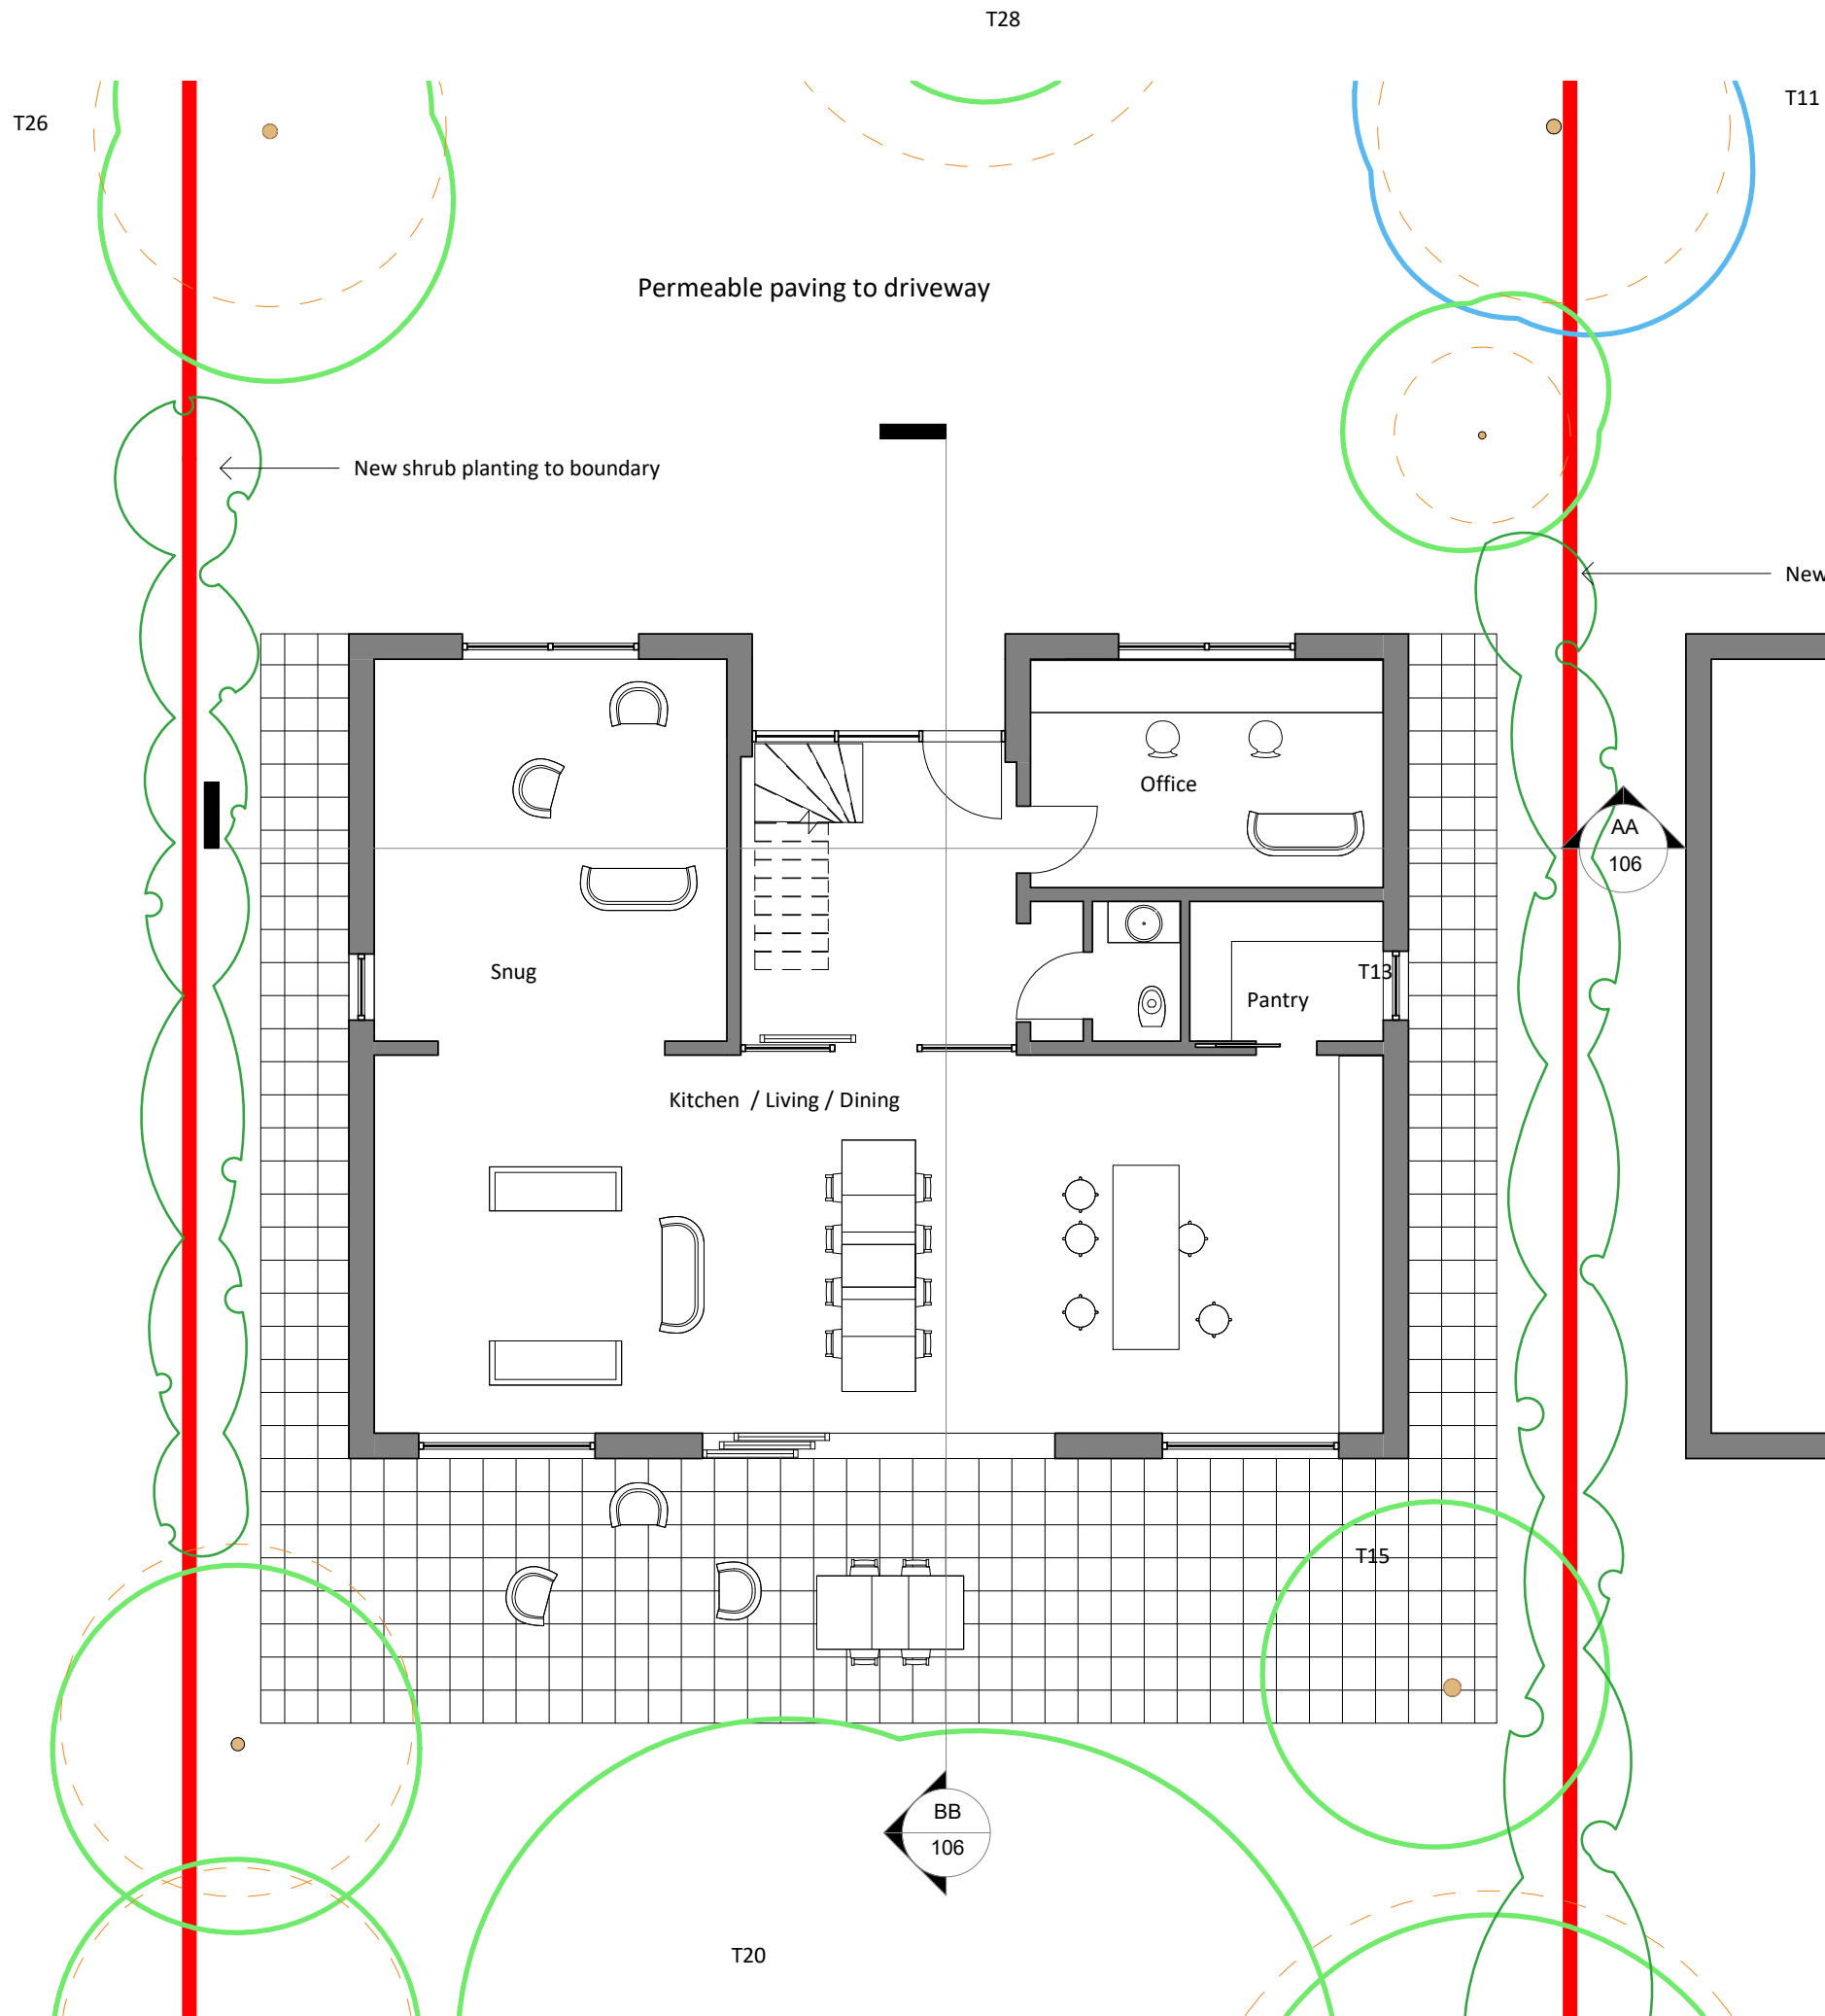 T28
T11
T26
Permeable paving to driveway
New shrub planting to boundary
New
Office
AA
106
Snug
T13
Pantry
Kitchen / Living / Dining
T15
BB
106
T20